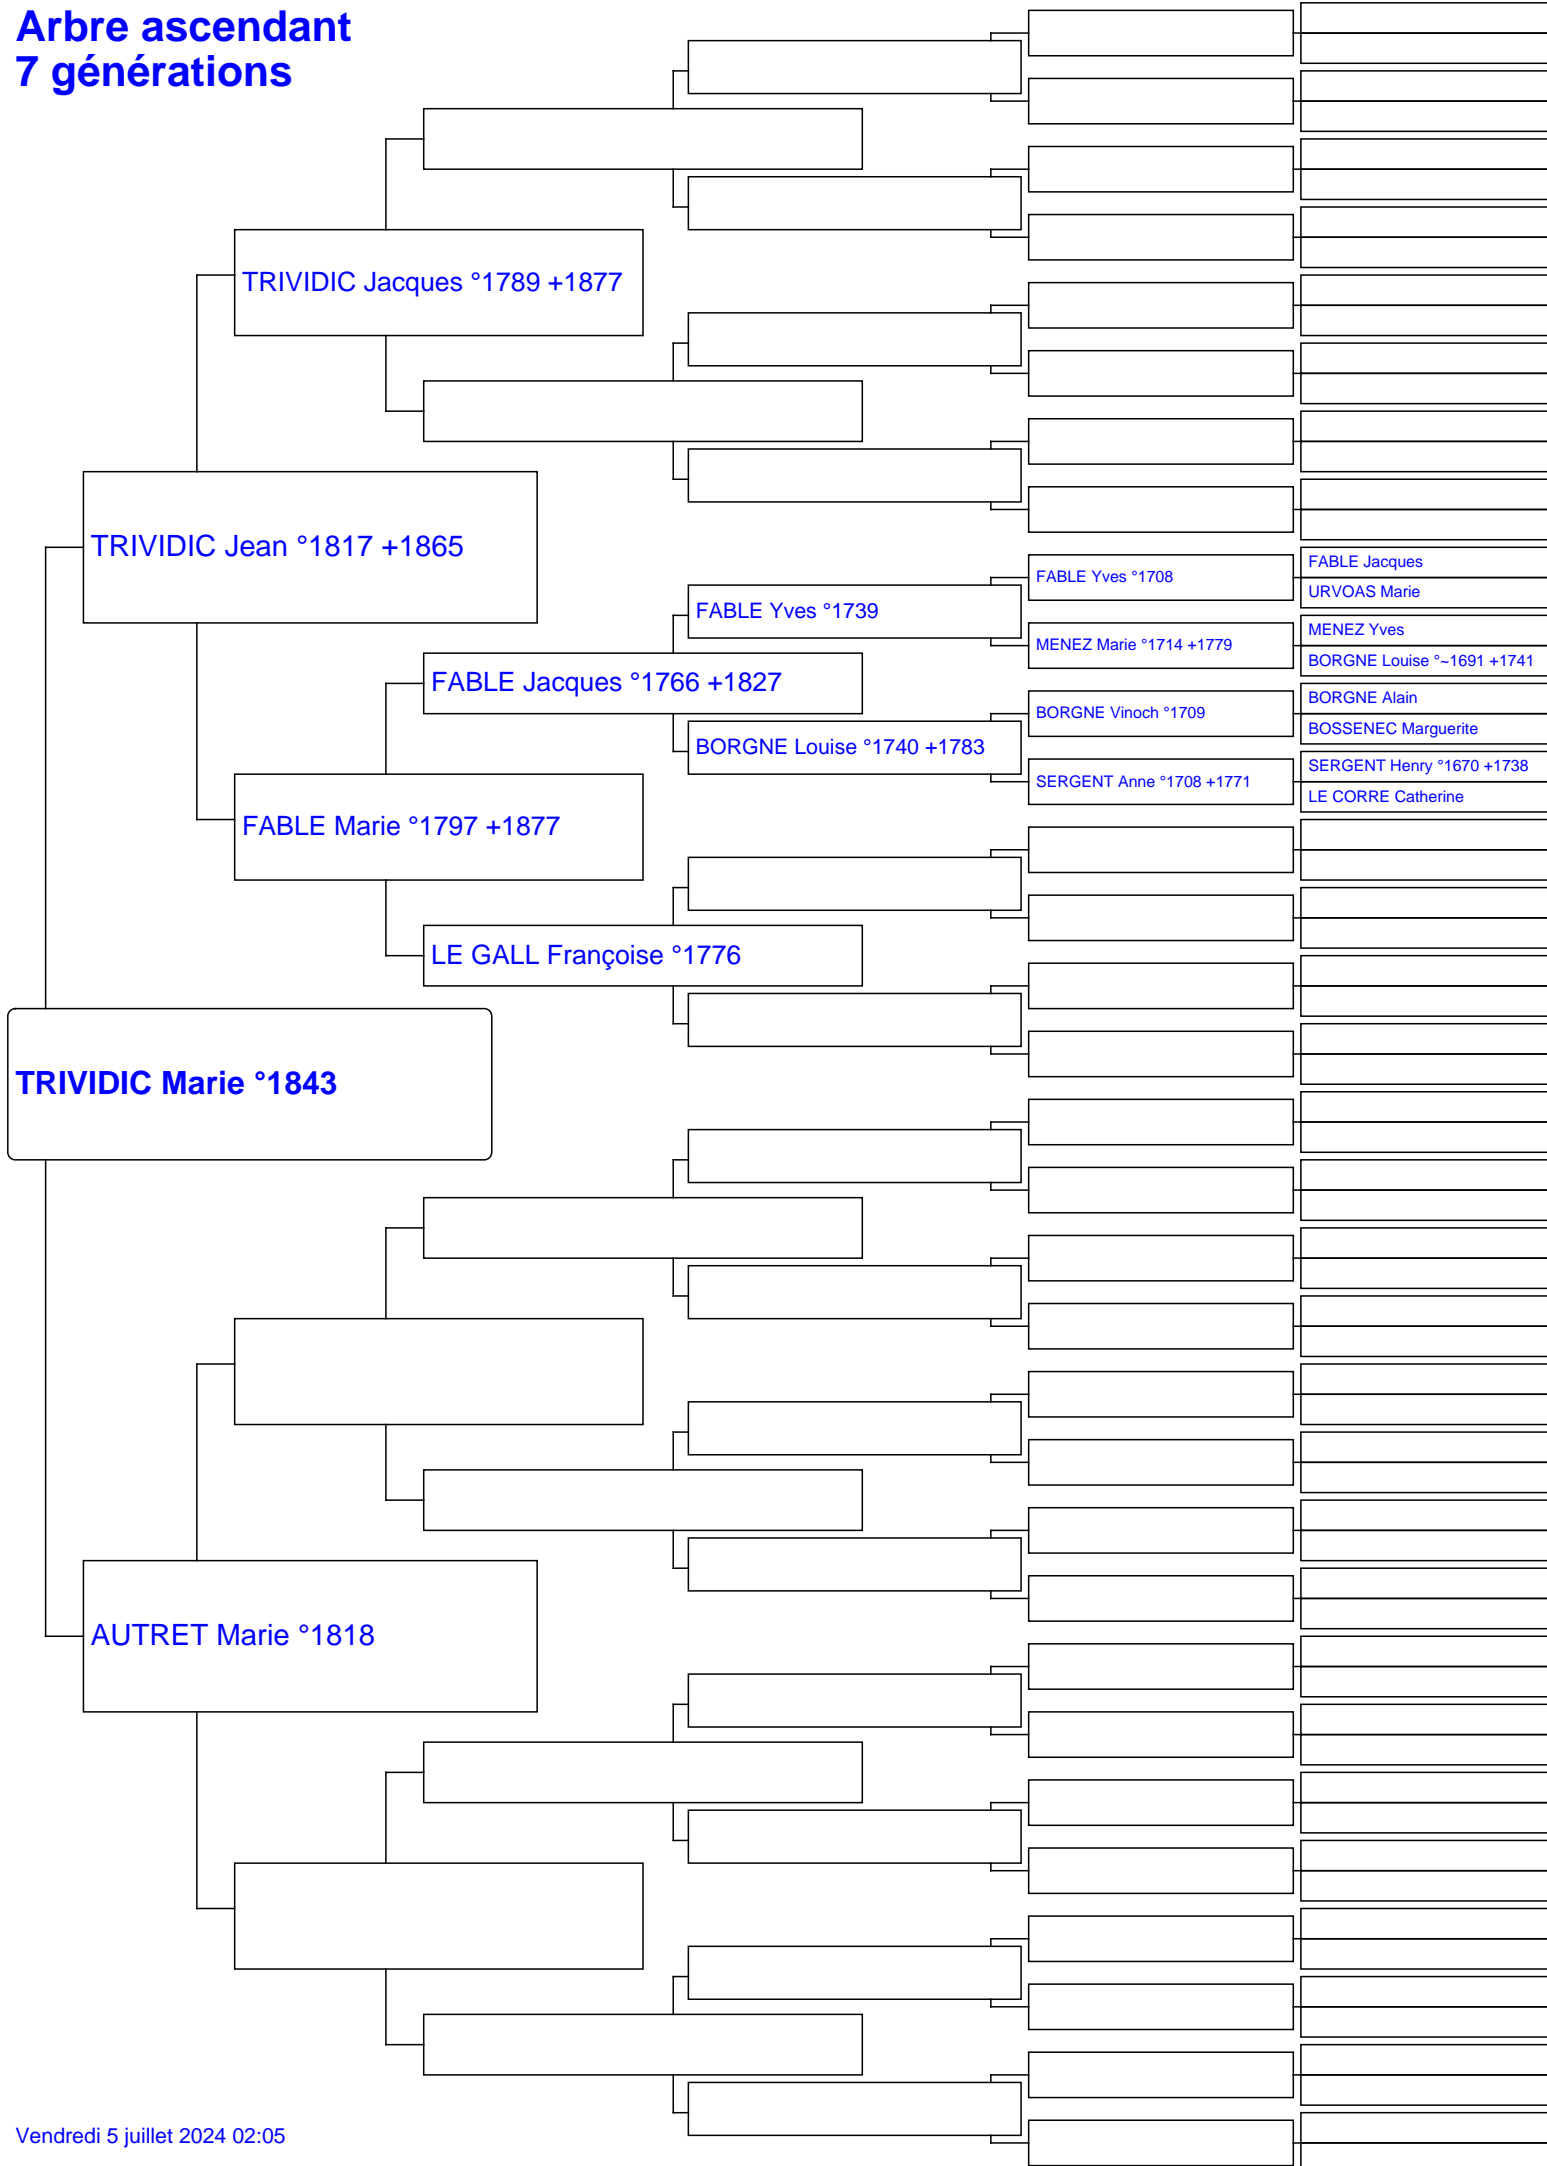 Arbre ascendant
7 générations
TRIVIDIC Jacques °1789 +1877
TRIVIDIC Jean °1817 +1865
FABLE Jacques
FABLE Yves °1708
URVOAS Marie
FABLE Yves °1739
MENEZ Yves
MENEZ Marie °1714 +1779
BORGNE Louise °~1691 +1741
FABLE Jacques °1766 +1827
BORGNE Alain
BORGNE Vinoch °1709
BOSSENEC Marguerite
BORGNE Louise °1740 +1783
SERGENT Henry °1670 +1738
SERGENT Anne °1708 +1771
LE CORRE Catherine
FABLE Marie °1797 +1877
LE GALL Françoise °1776
TRIVIDIC Marie °1843
AUTRET Marie °1818
Vendredi 5 juillet 2024 02:05